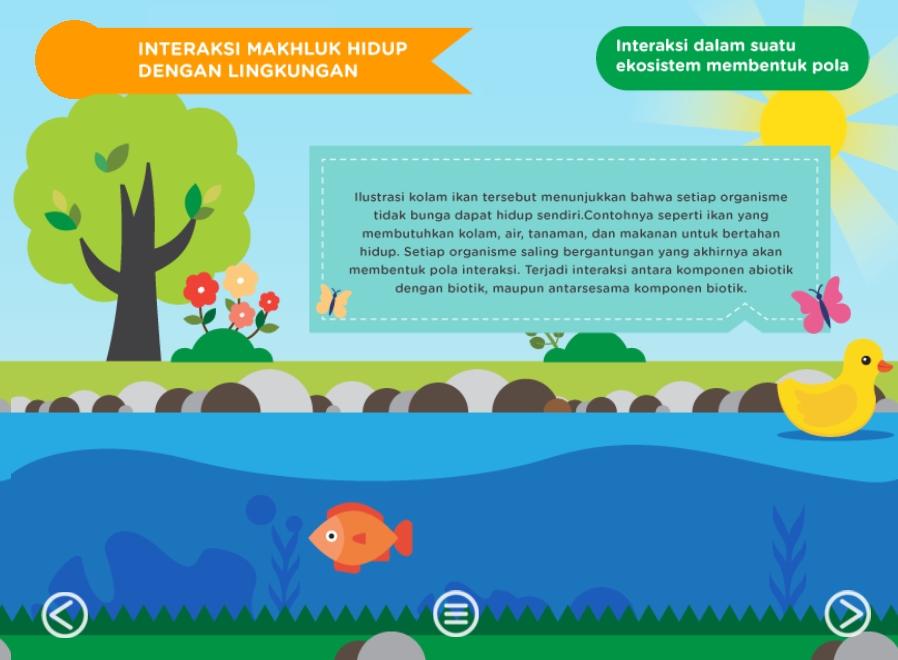 INTERAKSI MAKHLUK HIDUP
DENGAN LINGKUNGAN
Interaksi dalam suatu
ekosistem membentuk pola
Ilustrasi kolam ikan tersebut menunjukkan bahwa setiap organisme
tidak bunga dapat hidup sendiri.Contohnya seperti ikan yang
membutuhkan kolam, air, tanaman, dan makanan untuk bertahan
hidup. Setiap organisme saling bergantungan yang akhirnya akan
membentuk pola interaksi. Terjadi interaksi antara komponen abiotik
dengan biotik, maupun antarsesama komponen biotik.